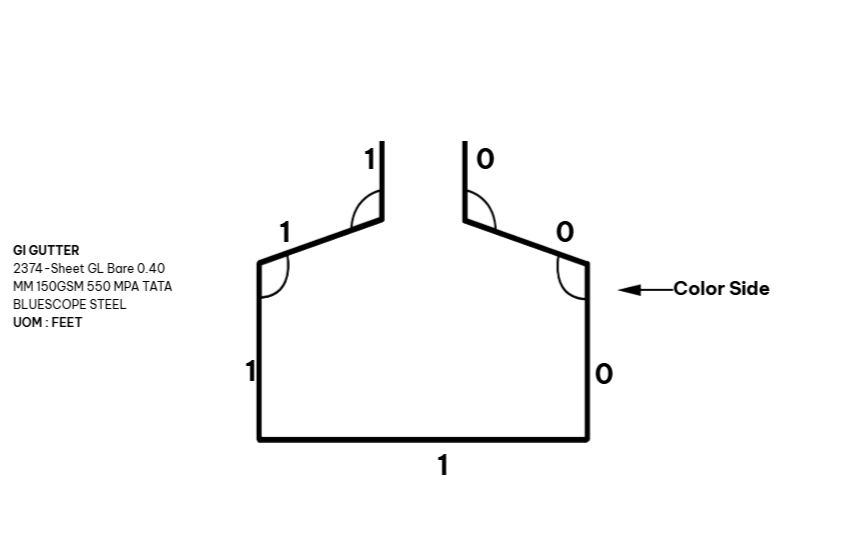 1
0
1
0
GI GUTTER
2374-Sheet GL Bare 0.40
MM 150GSM 550 MPA TATA
BLUESCOPE STEEL
UOM : FEET
Color Side
1
0
1